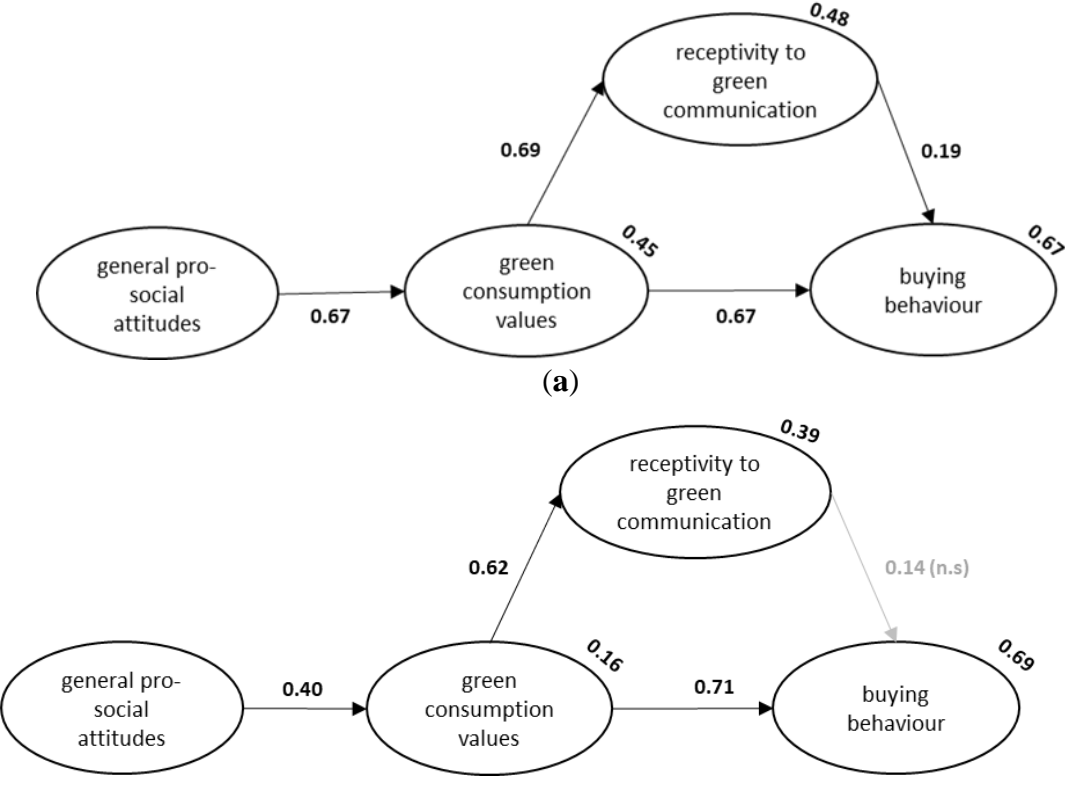 0.48
receptivity to
green
communication
0.69
0.19
general pro-
social
attitudes
0.67
green
consumption
values
0.45
0.67
buying
behaviour
0.67
(a)
0.39
receptivity to
green
communication
0.62
0.14 (n.s)
general pro-
social
attitudes
0.40
green
consumption
values
0.16
0.71
buying
behaviour
0.69